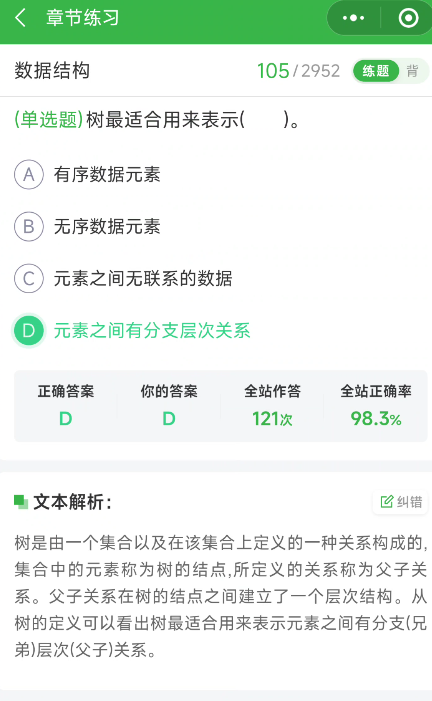 章节练习
数据结构
105/2952
练题
背
(单选题)树最适合用来表示(  )。
A 有序数据元素
B 无序数据元素
C 元素之间无联系的数据
D 元素之间有分支层次关系
正确答案 你的答案 全站作答 全站正确率
D D 121次 98.3%
文本解析:
纠错
树是由一个集合以及在该集合上定义的一种关系构成的,
集合中的元素称为树的结点,所定义的关系称为父子关
系。父子关系在树的结点之间建立了一个层次结构。从
树的定义可以看出树最适合用来表示元素之间有分支(兄
弟)层次(父子)关系。